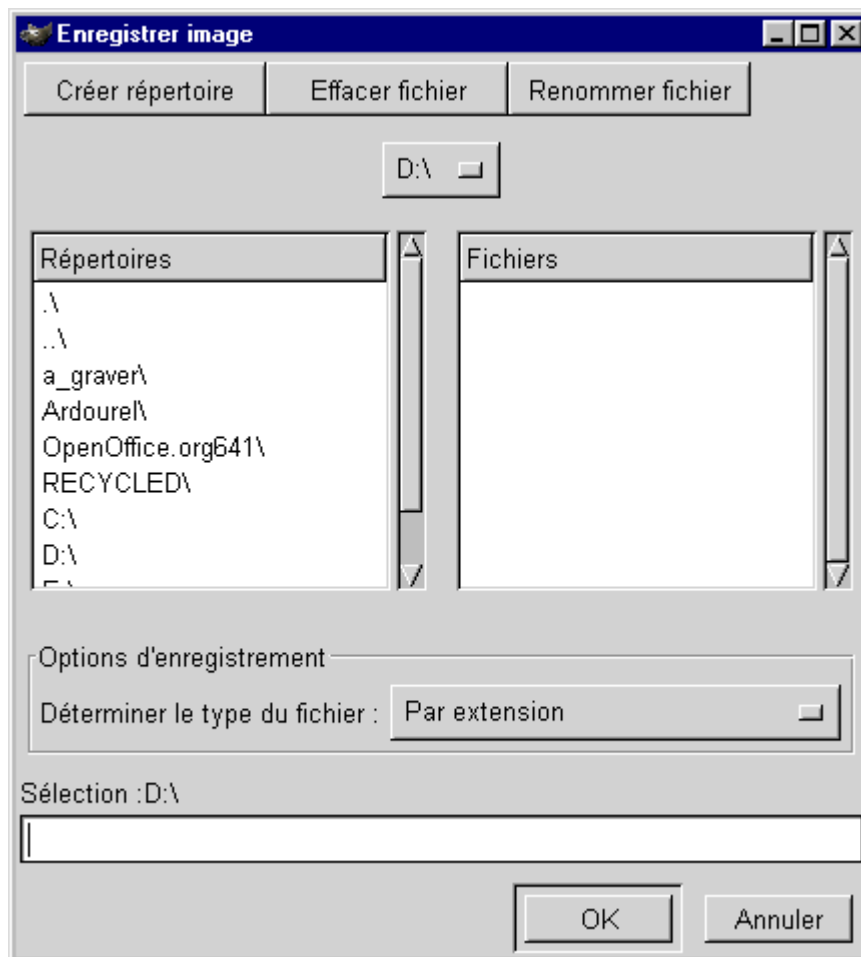 Enregistrer image
Créer répertoire Effacer fichier Renommer fichier
D:\
Répertoires Fichiers
.\
..\
a_graver\
Ardourel\
OpenOffice.org641\
RECYCLED\
C:\
D:\
Options d'enregistrement
Déterminer le type du fichier : Par extension
Sélection :D:\
OK Annuler